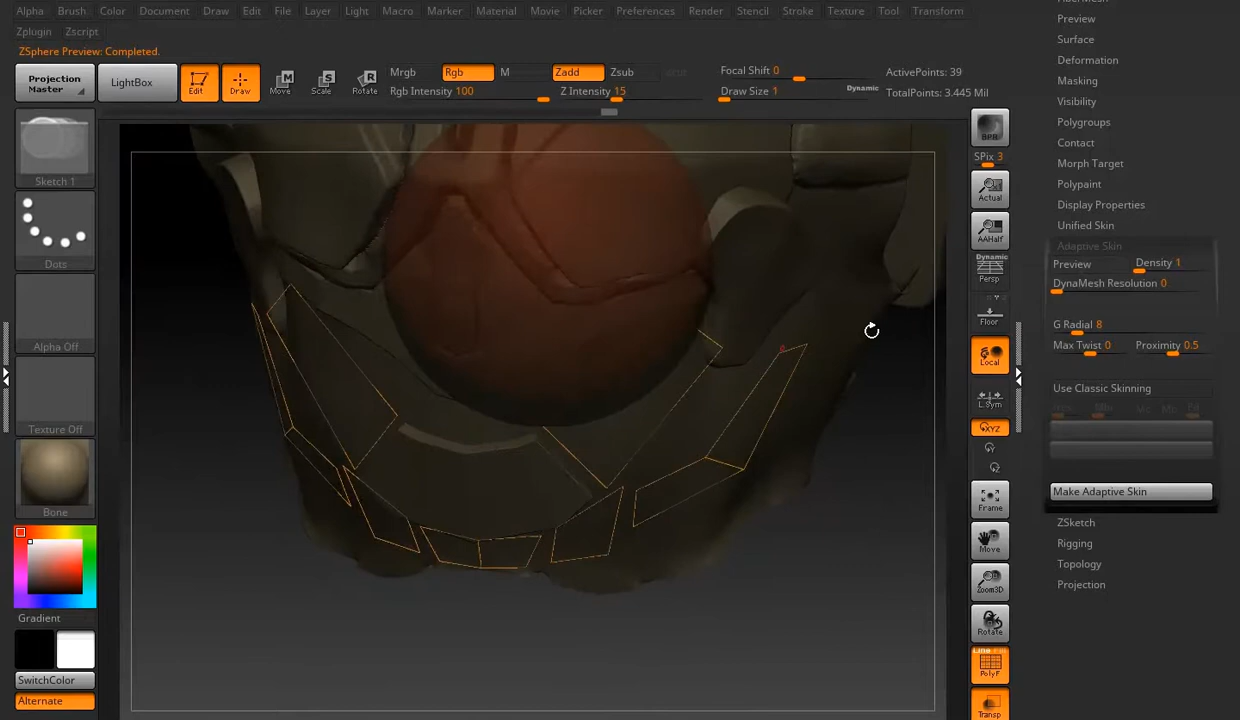 Alpha Brush Color Document Draw Edit File Layer Light Macro Marker Material Movie Picker Preferences Render Stencil Stroke Texture Tool Transform
Zplugin Zscript
ZSphere Preview: Completed.
Projection Master
LightBox
Edit
Draw
Move
Scale
Rotate
Mrgb Rgb M Zadd Zsub
Rgb Intensity 100 Z Intensity 15
Focal Shift 0
Draw Size 1
Dynamic
ActivePoints: 39
TotalPoints: 3.445 Mil
Sketch 1
Dots
Alpha Off
Texture Off
Bone
Gradient
SwitchColor
Alternate
BPR
SPix 3
Actual
AAHalf
Dynamic
Persp
Floor
Local
L.Sym
XYZ
Frame
Move
Zoom3D
Rotate
Line Fill
PolyF
Transp
Preview
Surface
Deformation
Masking
Visibility
Polygroups
Contact
Morph Target
Polypaint
Display Properties
Unified Skin
Adaptive Skin
Preview Density 1
DynaMesh Resolution 0
G Radial 8
Max Twist 0 Proximity 0.5
Use Classic Skinning
Make Adaptive Skin
ZSketch
Rigging
Topology
Projection